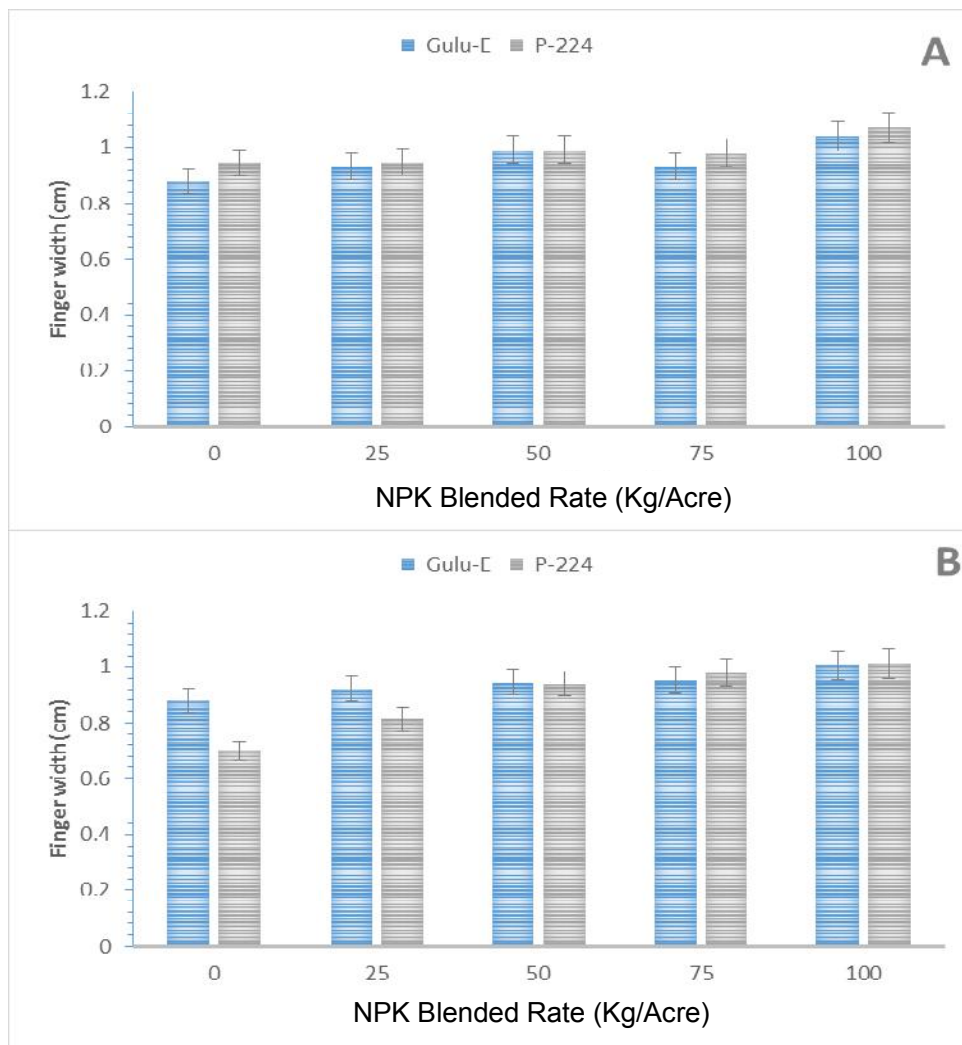 Gulu-E P-224
A
1.2
1
0.8
0.6
0.4
0.2
0
Finger width (cm)
0 25 50 75 100
NPK Blended Rate (Kg/Acre)
Gulu-E P-224
B
1.2
1
0.8
0.6
0.4
0.2
0
Finger width (cm)
0 25 50 75 100
NPK Blended Rate (Kg/Acre)